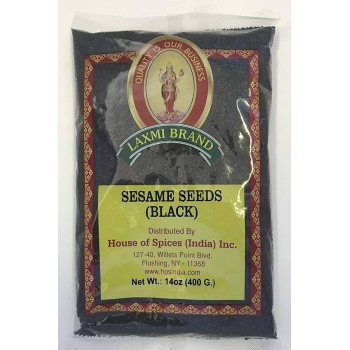 QUALITY IS OUR BUSINESS
LAXMI BRAND
SESAME SEEDS
(BLACK)
Distributed By
House of Spices (India) Inc.
127-40, Willets Point Blvd.
Flushing, NY - 11368
www.hosindia.com
Net Wt.: 14oz (400 G.)